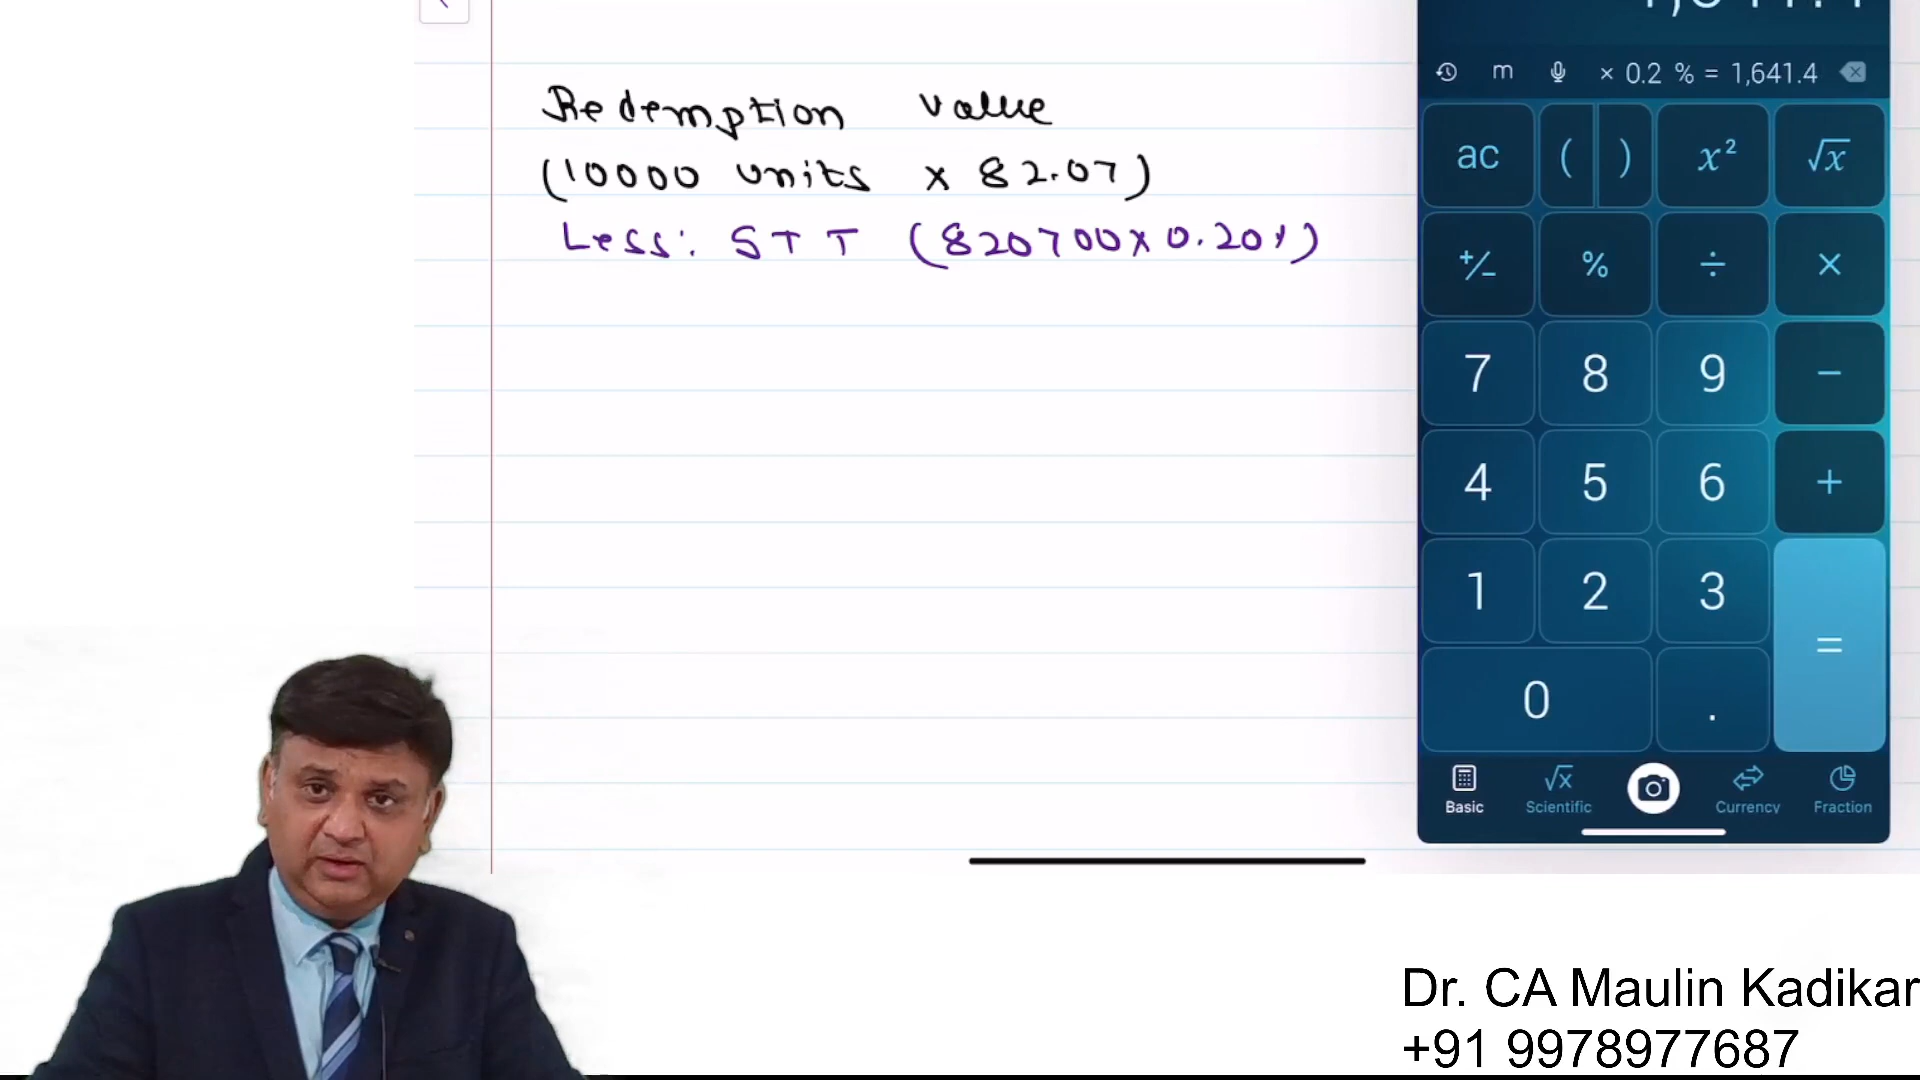 Redemption value
(10000 units x 82.07)
Less: STT (820700x 0.20%)
m × 0.2 % = 1,641.4
ac ( ) x² √x
+/− % ÷ ×
7 8 9 −
4 5 6 +
1 2 3 =
0 .
Basic √x Scientific Currency Fraction
Dr. CA Maulin Kadikar
+91 9978977687